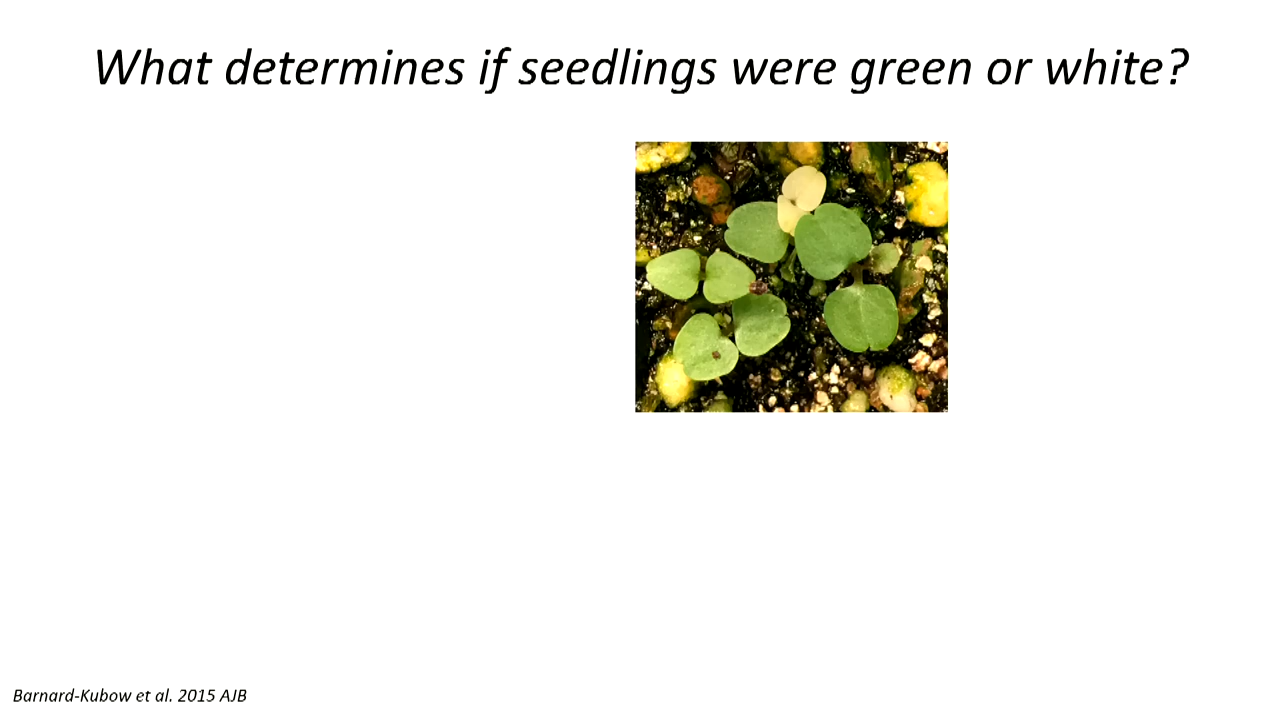 What determines if seedlings were green or white?
Barnard-Kubow et al. 2015 AJB